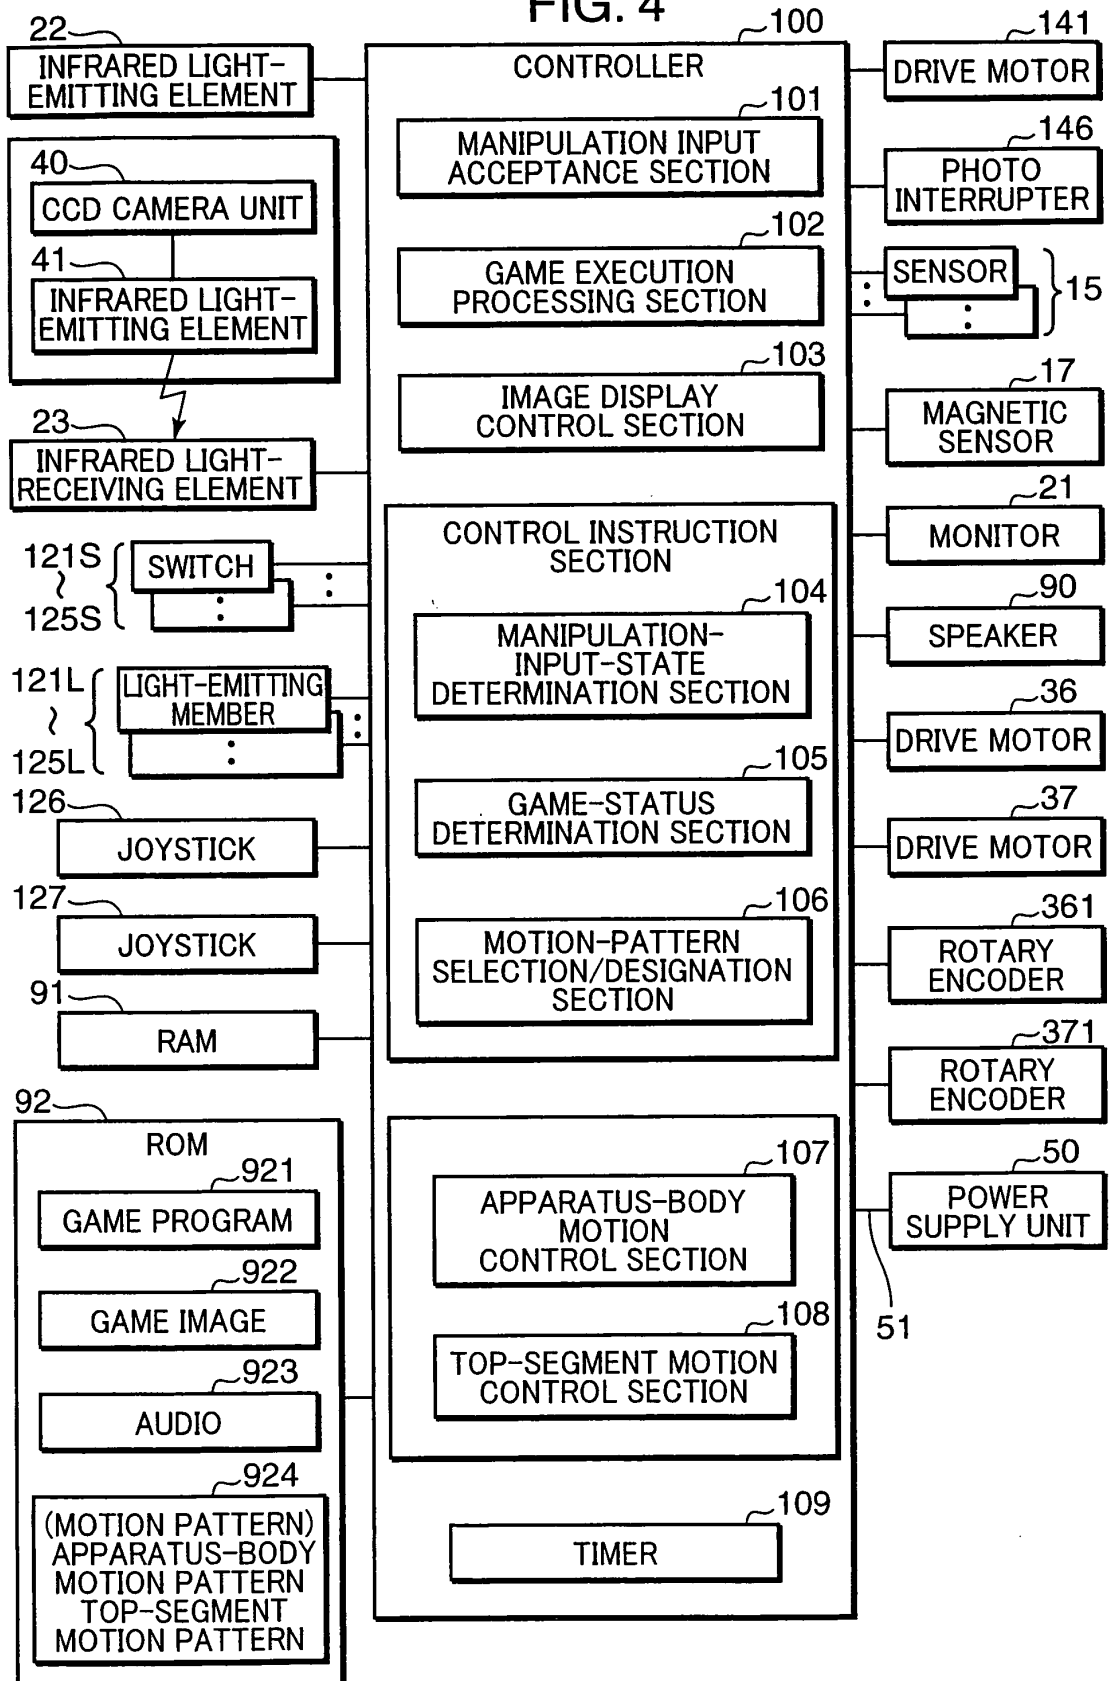 FIG. 4
22
INFRARED LIGHT-
EMITTING ELEMENT
40
CCD CAMERA UNIT
41
INFRARED LIGHT-
EMITTING ELEMENT
23
INFRARED LIGHT-
RECEIVING ELEMENT
121S
~
125S
SWITCH
121L
~
125L
LIGHT-EMITTING
MEMBER
126
JOYSTICK
127
JOYSTICK
91
RAM
92
ROM
921
GAME PROGRAM
922
GAME IMAGE
923
AUDIO
924
(MOTION PATTERN)
APPARATUS-BODY
MOTION PATTERN
TOP-SEGMENT
MOTION PATTERN
100
CONTROLLER
101
MANIPULATION INPUT
ACCEPTANCE SECTION
102
GAME EXECUTION
PROCESSING SECTION
103
IMAGE DISPLAY
CONTROL SECTION
CONTROL INSTRUCTION
SECTION
104
MANIPULATION-
INPUT-STATE
DETERMINATION SECTION
105
GAME-STATUS
DETERMINATION SECTION
106
MOTION-PATTERN
SELECTION/DESIGNATION
SECTION
107
APPARATUS-BODY
MOTION
CONTROL SECTION
108
TOP-SEGMENT MOTION
CONTROL SECTION
109
TIMER
141
DRIVE MOTOR
146
PHOTO
INTERRUPTER
SENSOR
15
17
MAGNETIC
SENSOR
21
MONITOR
90
SPEAKER
36
DRIVE MOTOR
37
DRIVE MOTOR
361
ROTARY
ENCODER
371
ROTARY
ENCODER
50
POWER
SUPPLY UNIT
51